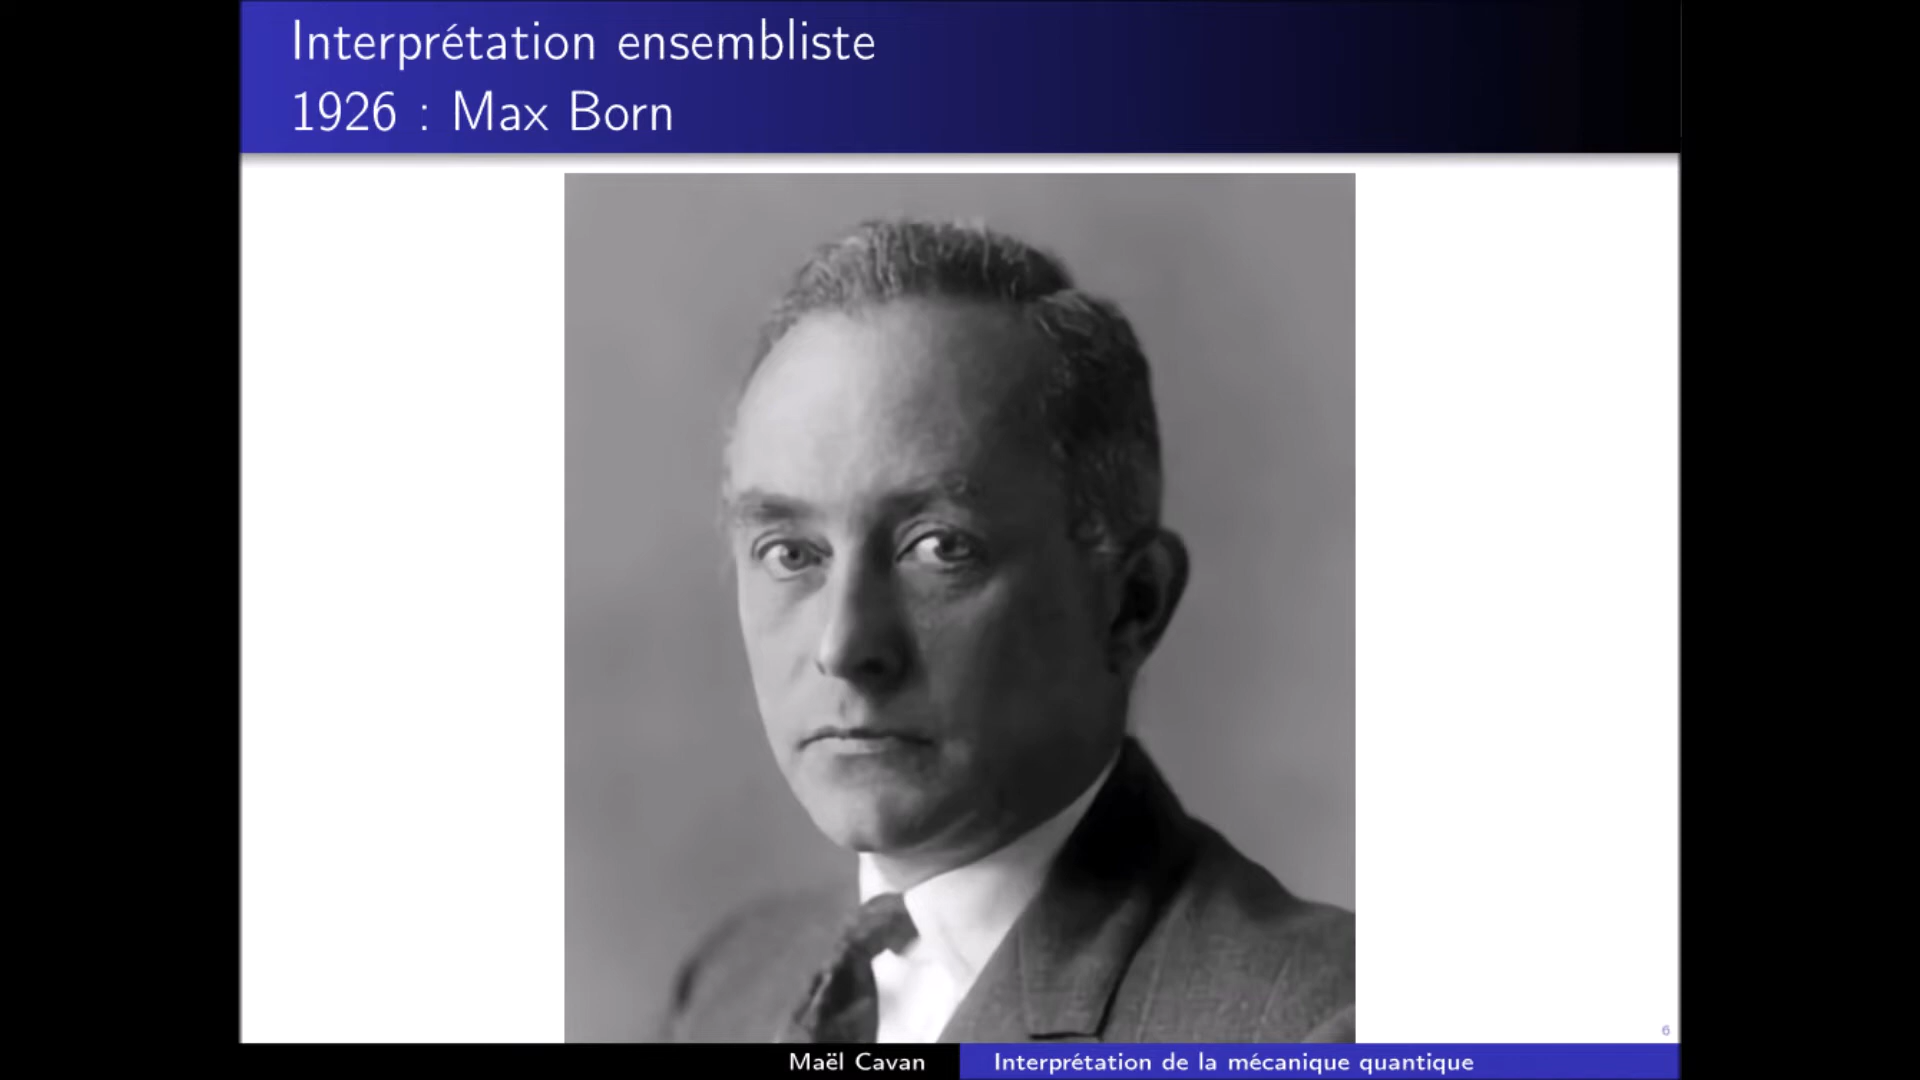 Interprétation ensembliste
1926 : Max Born
6
Maël Cavan
Interprétation de la mécanique quantique